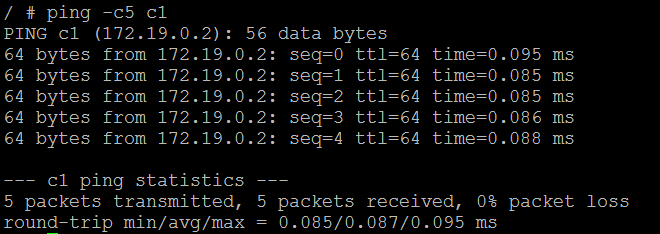 / # ping -c5 c1
PING c1 (172.19.0.2): 56 data bytes
64 bytes from 172.19.0.2: seq=0 ttl=64 time=0.095 ms
64 bytes from 172.19.0.2: seq=1 ttl=64 time=0.085 ms
64 bytes from 172.19.0.2: seq=2 ttl=64 time=0.085 ms
64 bytes from 172.19.0.2: seq=3 ttl=64 time=0.086 ms
64 bytes from 172.19.0.2: seq=4 ttl=64 time=0.088 ms

--- c1 ping statistics ---
5 packets transmitted, 5 packets received, 0% packet loss
round-trip min/avg/max = 0.085/0.087/0.095 ms